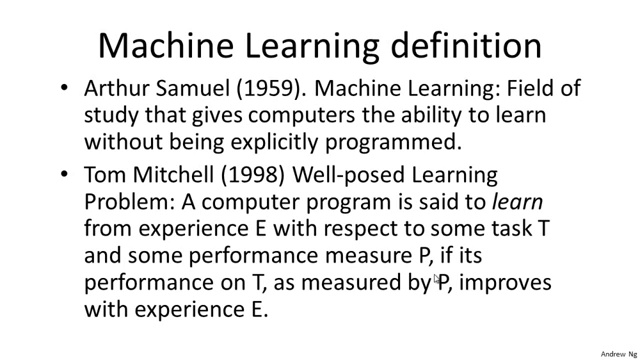 Machine Learning definition
• Arthur Samuel (1959). Machine Learning: Field of
study that gives computers the ability to learn
without being explicitly programmed.
• Tom Mitchell (1998) Well-posed Learning
Problem: A computer program is said to learn
from experience E with respect to some task T
and some performance measure P, if its
performance on T, as measured by P, improves
with experience E.
Andrew Ng